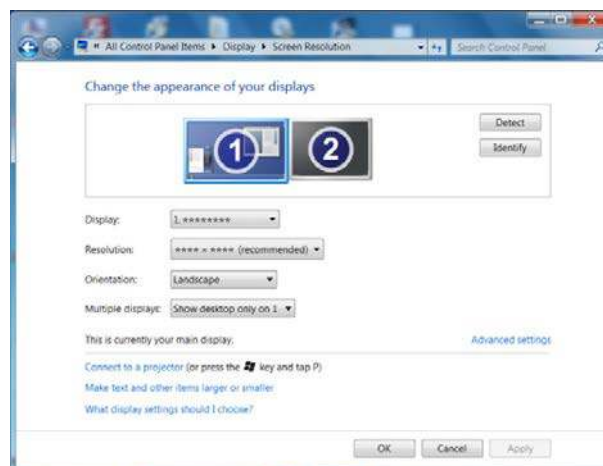 « All Control Panel Items ▸ Display ▸ Screen Resolution
Search Control Panel
Change the appearance of your displays
1
2
Detect
Identify
Display:
1. ********
Resolution:
**** × **** (recommended)
Orientation:
Landscape
Multiple displays:
Show desktop only on 1
This is currently your main display.
Advanced settings
Connect to a projector (or press the key and tap P)
Make text and other items larger or smaller
What display settings should I choose?
OK
Cancel
Apply